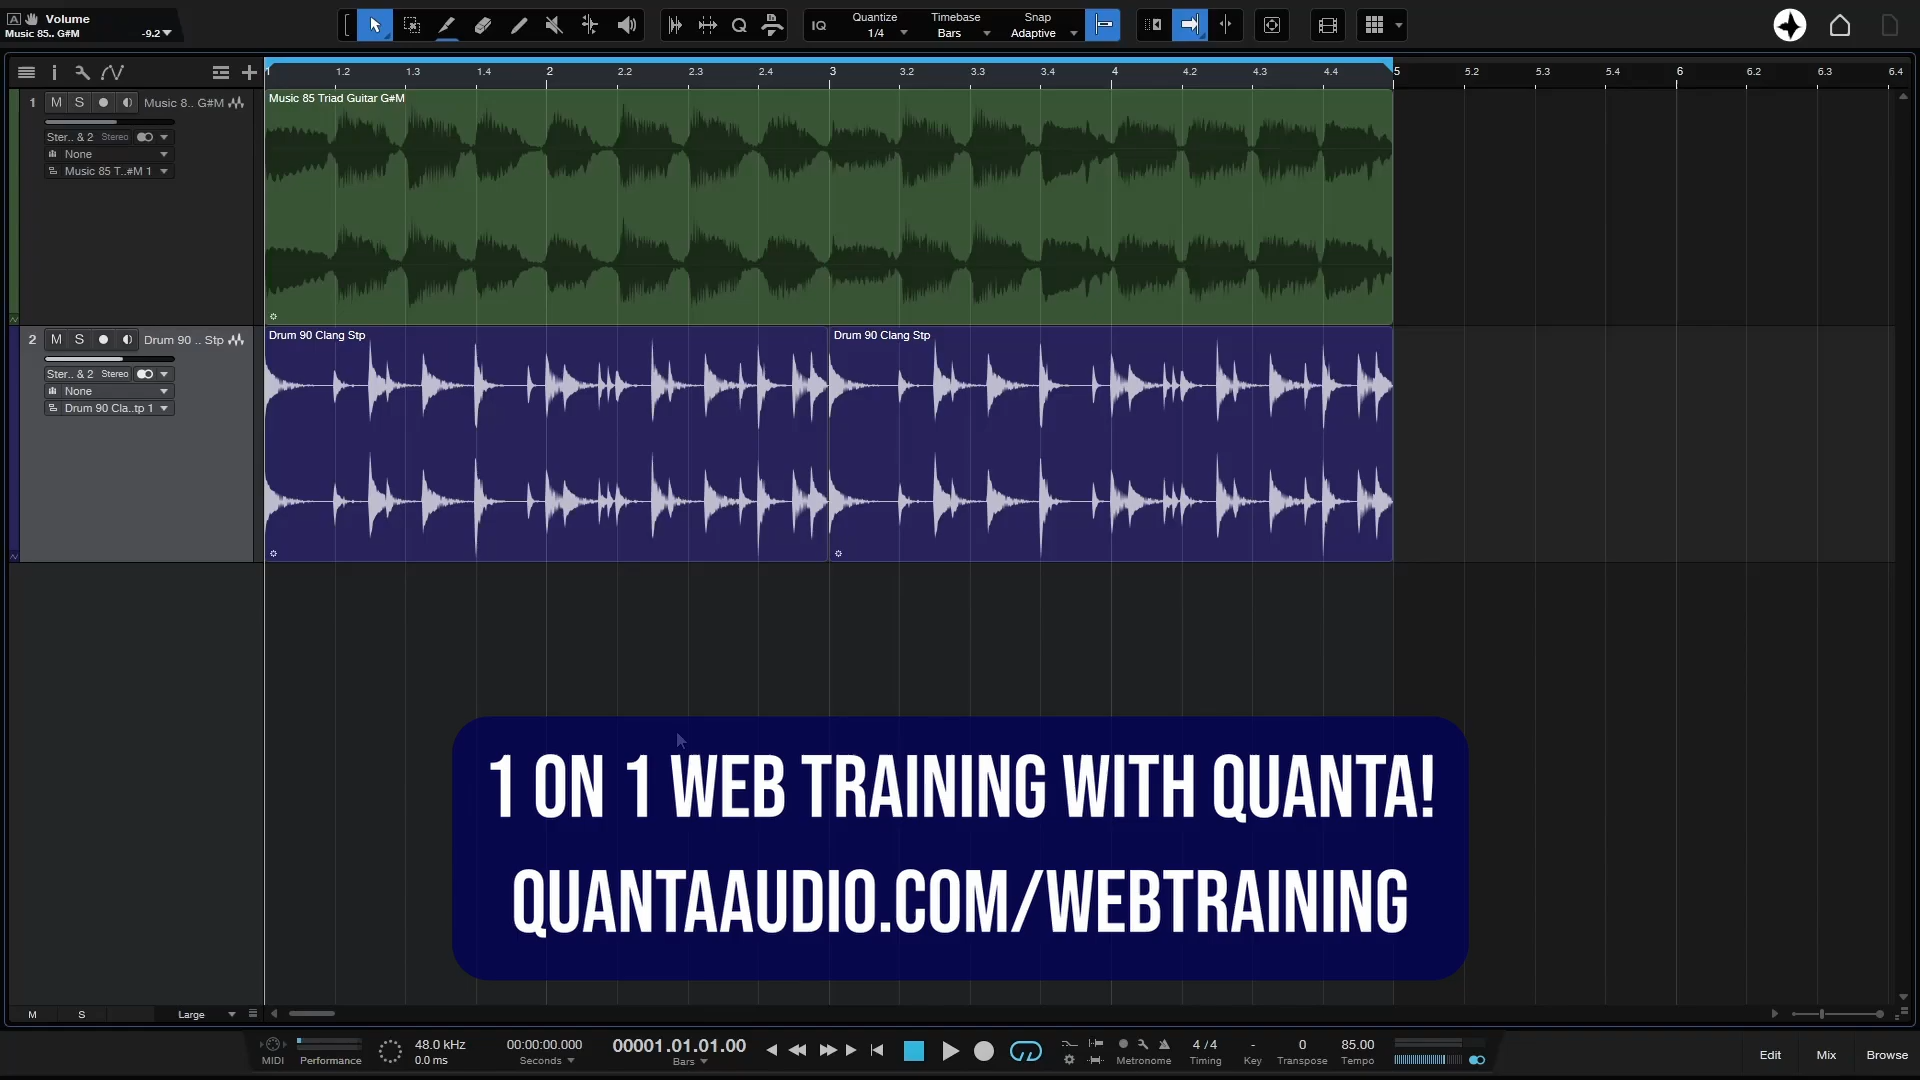 A Volume
Music 85.. G#M -9.2
IQ Quantize Timebase Snap
1/4 Bars Adaptive
1 1.2 1.3 1.4 2 2.2 2.3 2.4 3 3.2 3.3 3.4 4 4.2 4.3 4.4 5 5.2 5.3 5.4 6 6.2 6.3 6.4
1 M S Music 8.. G#M
Ster.. & 2 Stereo
None
Music 85 T..#M 1
Music 85 Triad Guitar G#M
2 M S Drum 90 .. Stp
Ster.. & 2 Stereo
None
Drum 90 Cla..tp 1
Drum 90 Clang Stp Drum 90 Clang Stp
1 ON 1 WEB TRAINING WITH QUANTA!
QUANTAAUDIO.COM/WEBTRAINING
M S Large
MIDI Performance 48.0 kHz 00:00:00.000 00001.01.01.00 4 / 4 - 0 85.00
0.0 ms Seconds Bars Metronome Timing Key Transpose Tempo
Edit Mix Browse